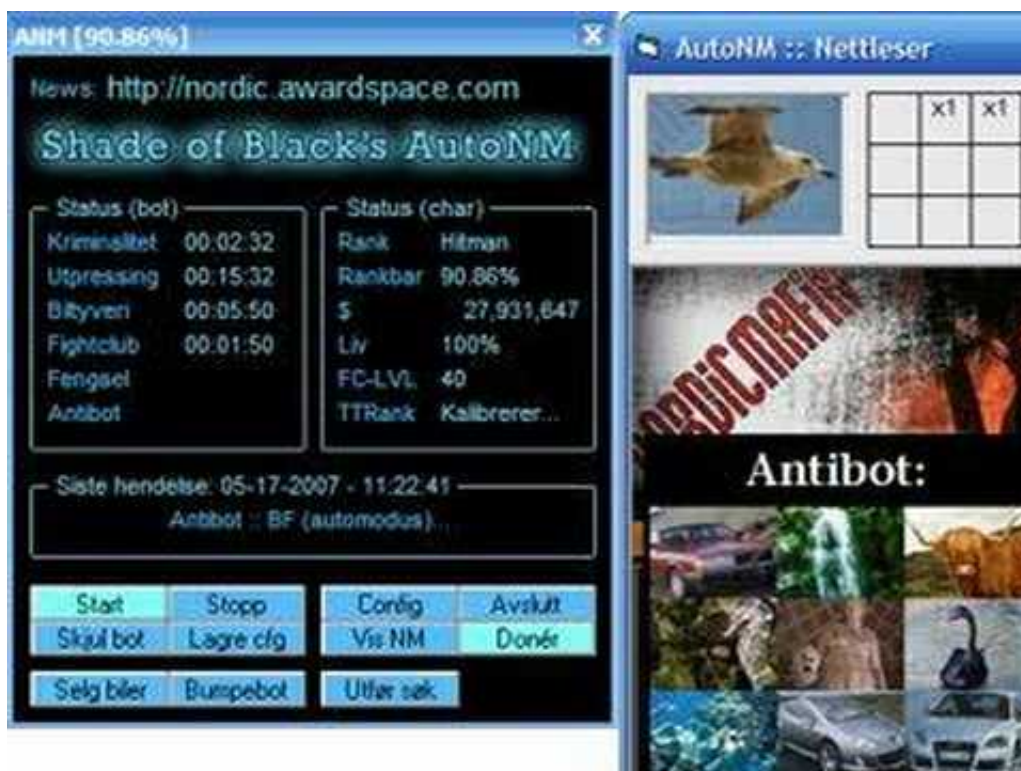 ANM [90.86%]
News: http://nordic.awardspace.com
Shade of Black's AutoNM
Status (bot)
Kriminalitet 00:02:32
Utpressing 00:15:32
Biltyveri 00:05:50
Fightclub 00:01:50
Fengsel
Antibot
Status (char)
Rank Hitman
Rankbar 90.86%
$ 27,931,647
Liv 100%
FC-LVL 40
TTRank Kalibrerer...
Siste hendelse: 05-17-2007 - 11:22:41
Antibot :: BF (automodus)...
Start Stopp Config Avslutt
Skjul bot Lagre cfg Vis NM Donér
Selg biler Bumpebot Utfør søk
AutoNM :: Nettleser
x1 x1
NORDICMAFIA
Antibot: